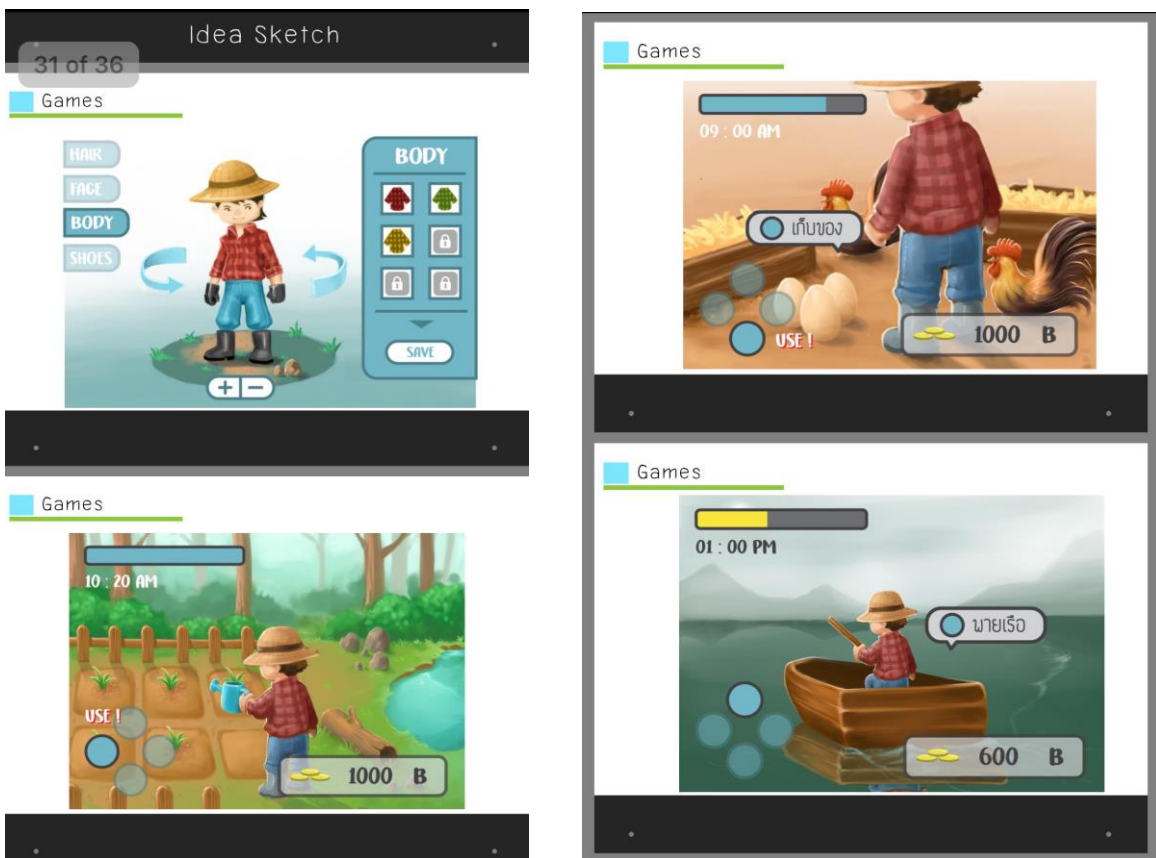 Idea Sketch
31 of 36
Games
HAIR
FACE
BODY
SHOES
BODY
SAVE
+ −
Games
10 : 20 AM
USE !
1000 B
Games
09 : 00 AM
เก็บของ
USE !
1000 B
Games
01 : 00 PM
พายเรือ
600 B